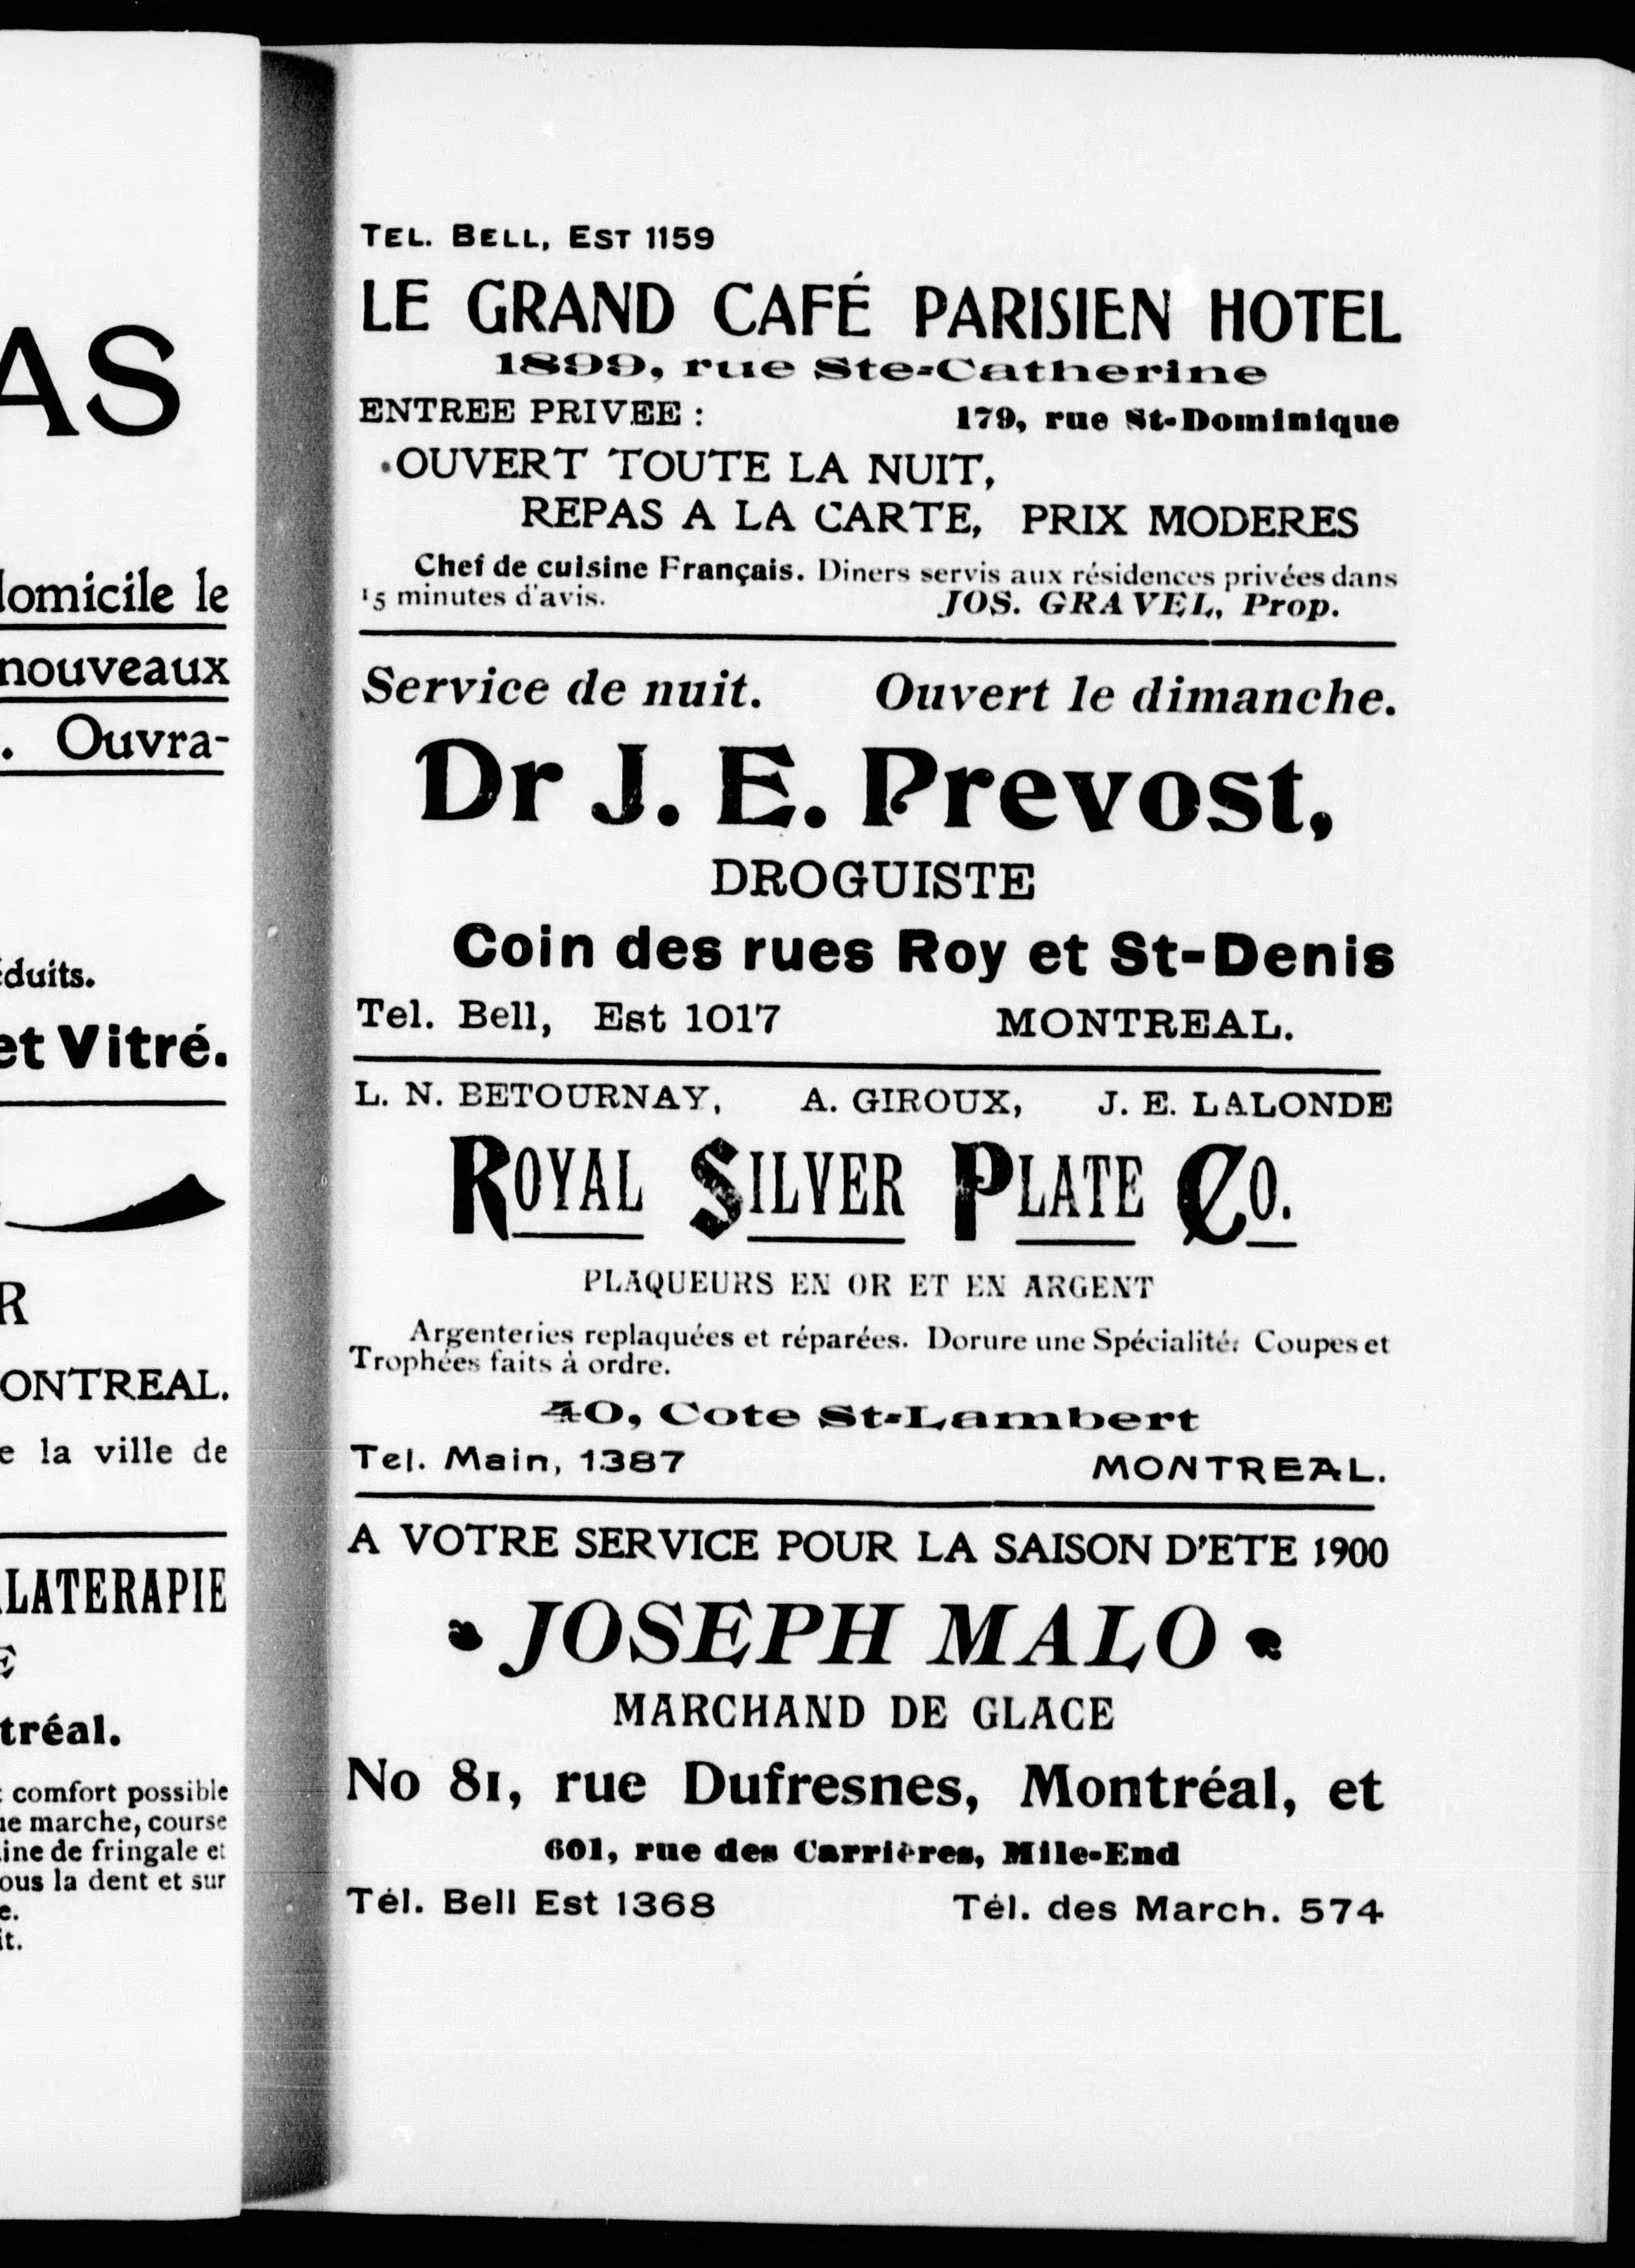 AS
domicile le
nouveaux
. Ouvra-
éduits.
et Vitré.
R
MONTREAL.
e la ville de
LATERAPIE
E
tréal.
comfort possible
ne marche, course
ine de fringale et
ous la dent et sur
e.
it.
TEL. BELL, EST 1159
LE GRAND CAFÉ PARISIEN HOTEL
1899, rue Ste-Catherine
ENTREE PRIVEE : 179, rue St-Dominique
OUVERT TOUTE LA NUIT,
REPAS A LA CARTE, PRIX MODERES
Chef de cuisine Français. Diners servis aux résidences privées dans
15 minutes d'avis. JOS. GRAVEL, Prop.
Service de nuit. Ouvert le dimanche.
Dr J. E. Prevost,
DROGUISTE
Coin des rues Roy et St-Denis
Tel. Bell, Est 1017 MONTREAL.
L. N. BETOURNAY, A. GIROUX, J. E. LALONDE
ROYAL SILVER PLATE CO.
PLAQUEURS EN OR ET EN ARGENT
Argenteries replaquées et réparées. Dorure une Spécialité. Coupes et
Trophées faits à ordre.
40, Cote St-Lambert
Tel. Main, 1387 MONTREAL.
A VOTRE SERVICE POUR LA SAISON D'ETE 1900
JOSEPH MALO
MARCHAND DE GLACE
No 81, rue Dufresnes, Montréal, et
601, rue des Carrières, Mile-End
Tél. Bell Est 1368 Tél. des March. 574